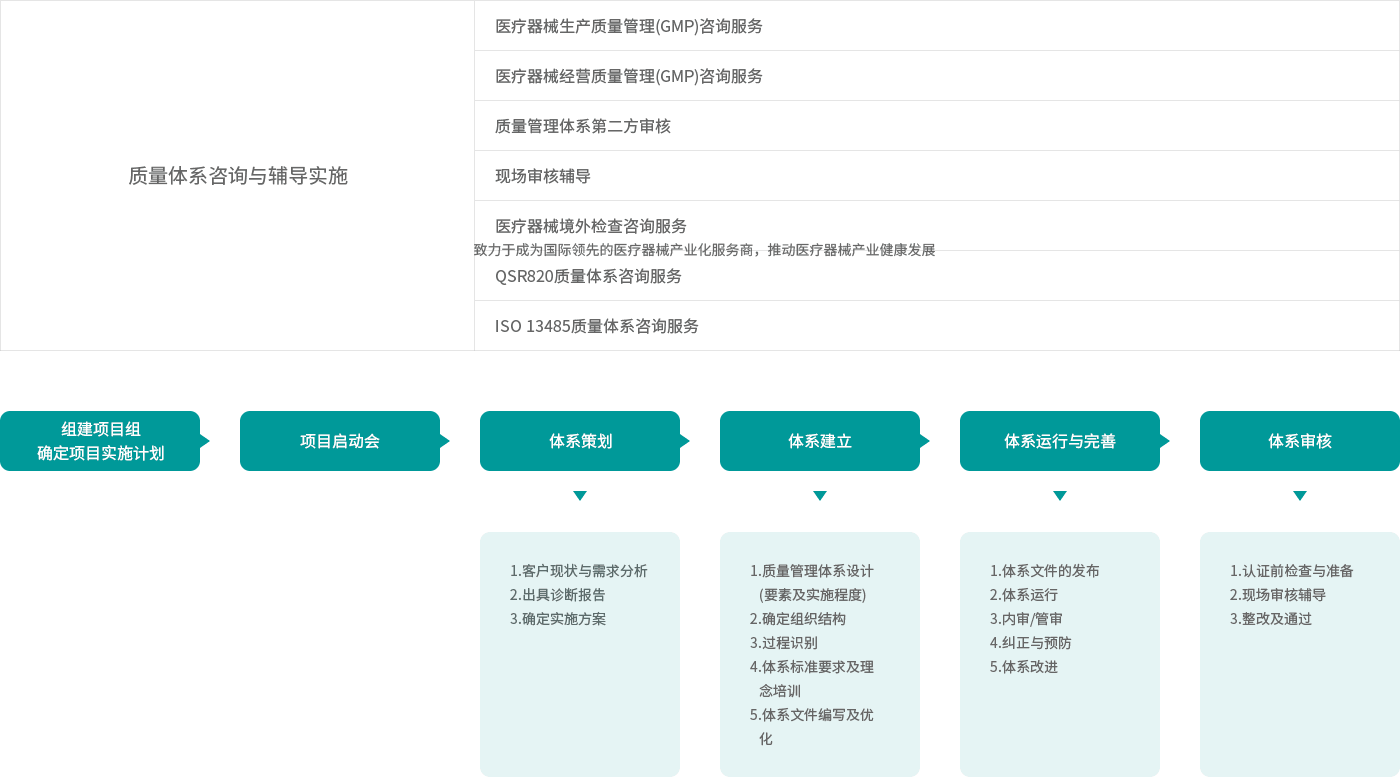 质量体系咨询与辅导实施
医疗器械生产质量管理(GMP)咨询服务
医疗器械经营质量管理(GMP)咨询服务
质量管理体系第二方审核
现场审核辅导
医疗器械境外检查咨询服务
致力于成为国际领先的医疗器械产业化服务商，推动医疗器械产业健康发展
QSR820质量体系咨询服务
ISO 13485质量体系咨询服务
组建项目组
确定项目实施计划
项目启动会
体系策划
体系建立
体系运行与完善
体系审核
1.客户现状与需求分析
2.出具诊断报告
3.确定实施方案
1.质量管理体系设计
(要素及实施程度)
2.确定组织结构
3.过程识别
4.体系标准要求及理
念培训
5.体系文件编写及优
化
1.体系文件的发布
2.体系运行
3.内审/管审
4.纠正与预防
5.体系改进
1.认证前检查与准备
2.现场审核辅导
3.整改及通过